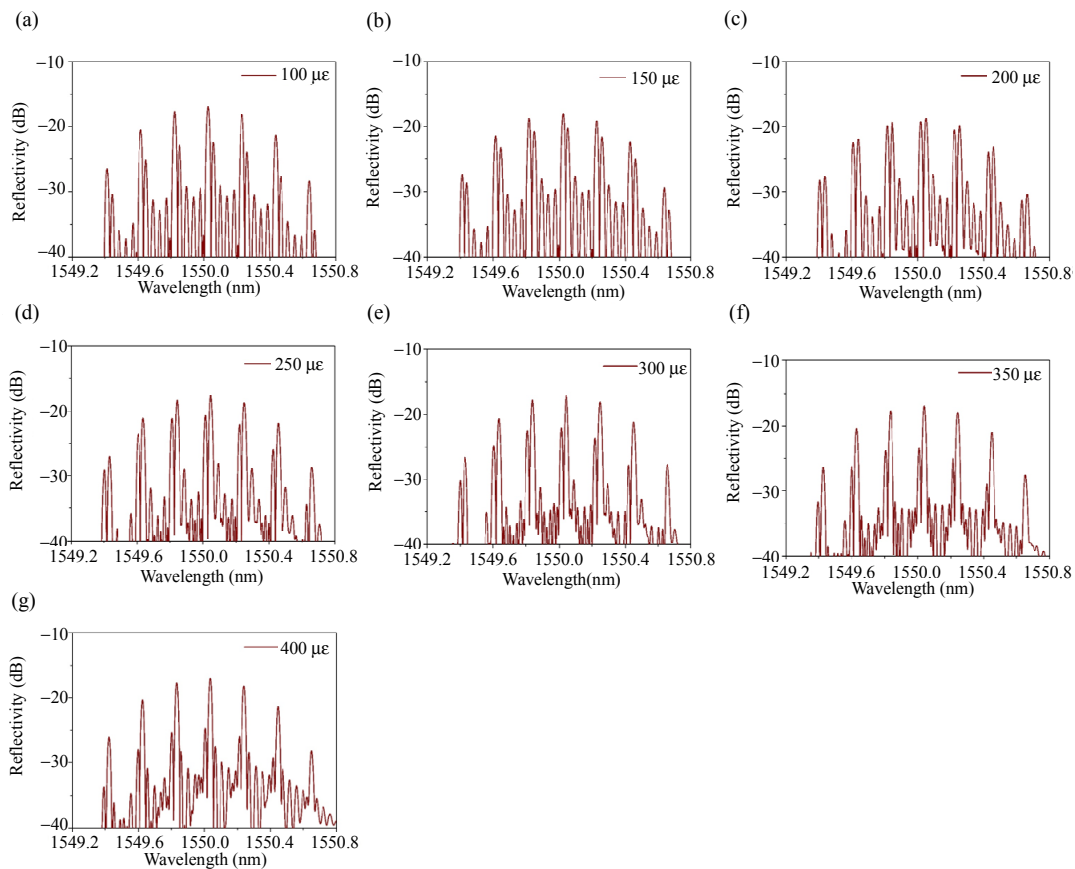 (a)
(b)
(c)
−10
−20
−30
−40
Reflectivity (dB)
100 µε
1549.2 1549.6 1550.0 1550.4 1550.8
Wavelength (nm)
−10
−20
−30
−40
Reflectivity (dB)
150 µε
1549.2 1549.6 1550.0 1550.4 1550.8
Wavelength (nm)
−10
−20
−30
−40
Reflectivity (dB)
200 µε
1549.2 1549.6 1550.0 1550.4 1550.8
Wavelength (nm)
(d)
(e)
(f)
−10
−20
−30
−40
Reflectivity (dB)
250 µε
1549.2 1549.6 1550.0 1550.4 1550.8
Wavelength (nm)
−10
−20
−30
−40
Reflectivity (dB)
300 µε
1549.2 1549.6 1550.0 1550.4 1550.8
Wavelength(nm)
−10
−20
−30
−40
Reflectivity (dB)
350 µε
1549.2 1549.6 1550.0 1550.4 1550.8
Wavelength (nm)
(g)
−10
−20
−30
−40
Reflectivity (dB)
400 µε
1549.2 1549.6 1550.0 1550.4 1550.8
Wavelength (nm)